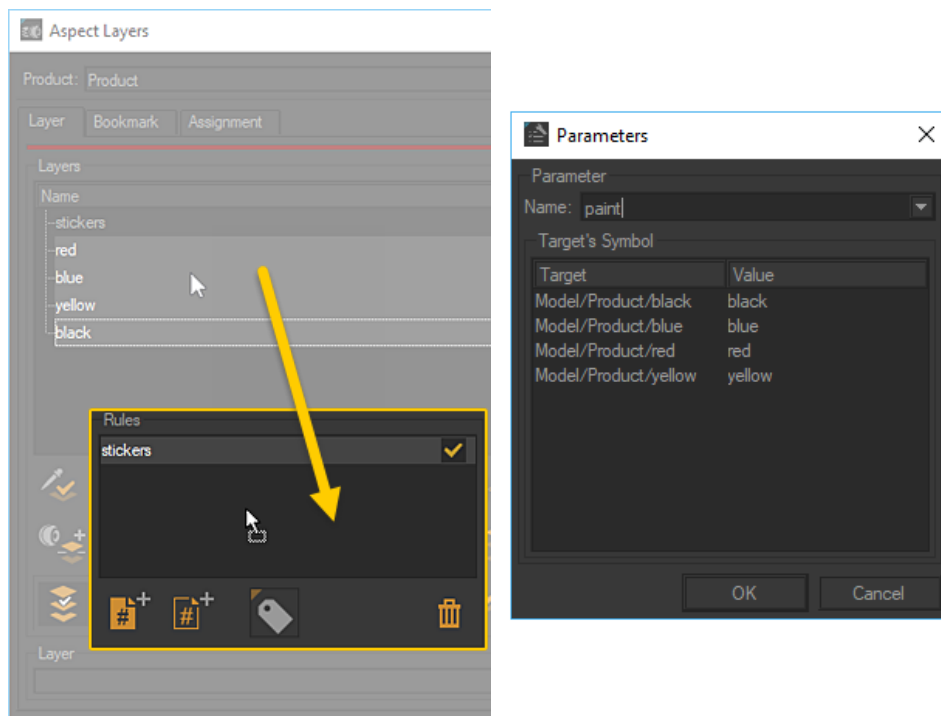 Aspect Layers
Product: Product
Layer Bookmark Assignment
Layers
Name
stickers
red
blue
yellow
black
Rules
stickers
# + # +
Layer
Parameters
Parameter
Name: paint
Target's Symbol
Target Value
Model/Product/black black
Model/Product/blue blue
Model/Product/red red
Model/Product/yellow yellow
OK Cancel